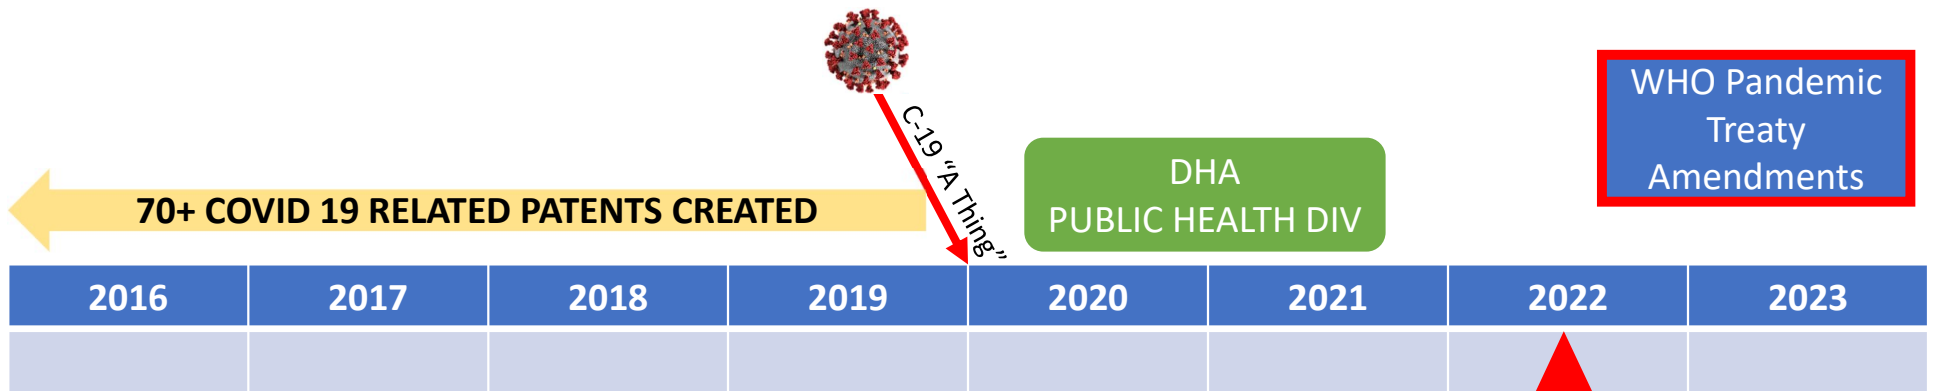 C-19 “A Thing”
WHO Pandemic
Treaty
Amendments
DHA
PUBLIC HEALTH DIV
70+ COVID 19 RELATED PATENTS CREATED
2016 2017 2018 2019 2020 2021 2022 2023